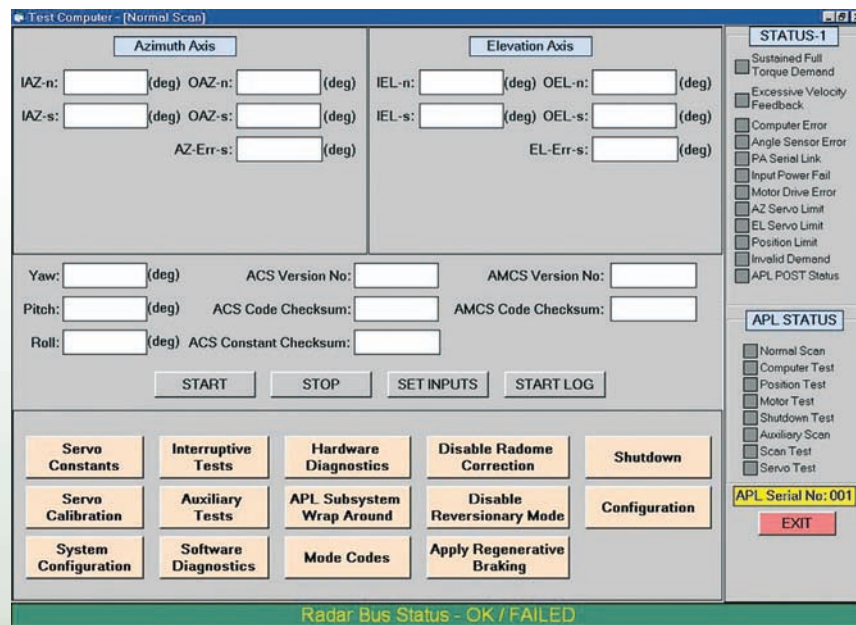 Test Computer - [Normal Scan]
Azimuth Axis
IAZ-n: (deg) OAZ-n: (deg)
IAZ-s: (deg) OAZ-s: (deg)
AZ-Err-s: (deg)
Elevation Axis
IEL-n: (deg) OEL-n: (deg)
IEL-s: (deg) OEL-s: (deg)
EL-Err-s: (deg)
Yaw: (deg) ACS Version No: AMCS Version No:
Pitch: (deg) ACS Code Checksum: AMCS Code Checksum:
Roll: (deg) ACS Constant Checksum:
START STOP SET INPUTS START LOG
Servo
Constants
Interruptive
Tests
Hardware
Diagnostics
Disable Radome
Correction
Shutdown
Servo
Calibration
Auxiliary
Tests
APL Subsystem
Wrap Around
Disable
Reversionary Mode
Configuration
System
Configuration
Software
Diagnostics
Mode Codes
Apply Regenerative
Braking
STATUS-1
Sustained Full
Torque Demand
Excessive Velocity
Feedback
Computer Error
Angle Sensor Error
PA Serial Link
Input Power Fail
Motor Drive Error
AZ Servo Limit
EL Servo Limit
Position Limit
Invalid Demand
APL POST Status
APL STATUS
Normal Scan
Computer Test
Position Test
Motor Test
Shutdown Test
Auxiliary Scan
Scan Test
Servo Test
APL Serial No: 001
EXIT
Radar Bus Status - OK / FAILED